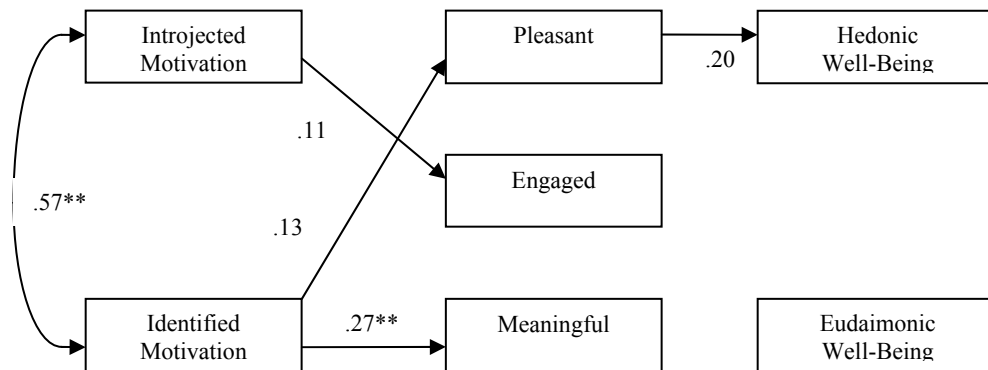 Introjected
Motivation
Pleasant
Hedonic
Well-Being
.20
.11
Engaged
.57**
.13
Identified
Motivation
.27**
Meaningful
Eudaimonic
Well-Being